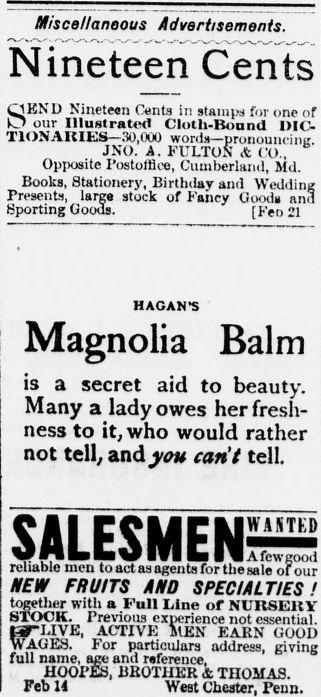 Miscellaneous Advertisements.
Nineteen Cents
SEND Nineteen Cents in stamps for one of
our Illustrated Cloth-Bound DIC-
TIONARIES—30,000 words—pronouncing.
JNO. A. FULTON & CO.,
Opposite Postoffice, Cumberland, Md.
Books, Stationery, Birthday and Wedding
Presents, large stock of Fancy Goods and
Sporting Goods. [Feb 21
HAGAN'S
Magnolia Balm
is a secret aid to beauty.
Many a lady owes her fresh-
ness to it, who would rather
not tell, and you can't tell.
SALESMEN WANTED
A few good
reliable men to act as agents for the sale of our
NEW FRUITS AND SPECIALTIES!
together with a Full Line of NURSERY
STOCK. Previous experience not essential.
☞LIVE, ACTIVE MEN EARN GOOD
WAGES. For particulars address, giving
full name, age and reference,
HOOPES, BROTHER & THOMAS.
Feb 14 West Chester, Penn.